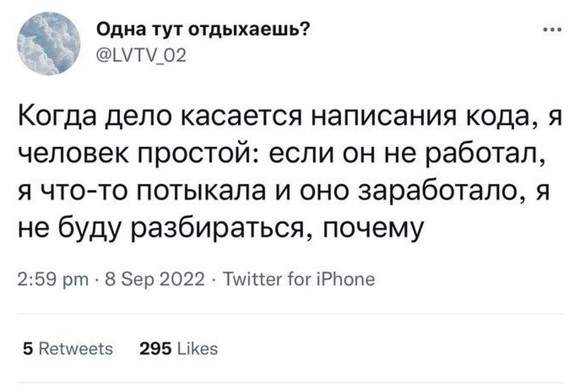 Одна тут отдыхаешь?
@LVTV_02
Когда дело касается написания кода, я
человек простой: если он не работал,
я что-то потыкала и оно заработало, я
не буду разбираться, почему
2:59 pm · 8 Sep 2022 · Twitter for iPhone
5 Retweets 295 Likes